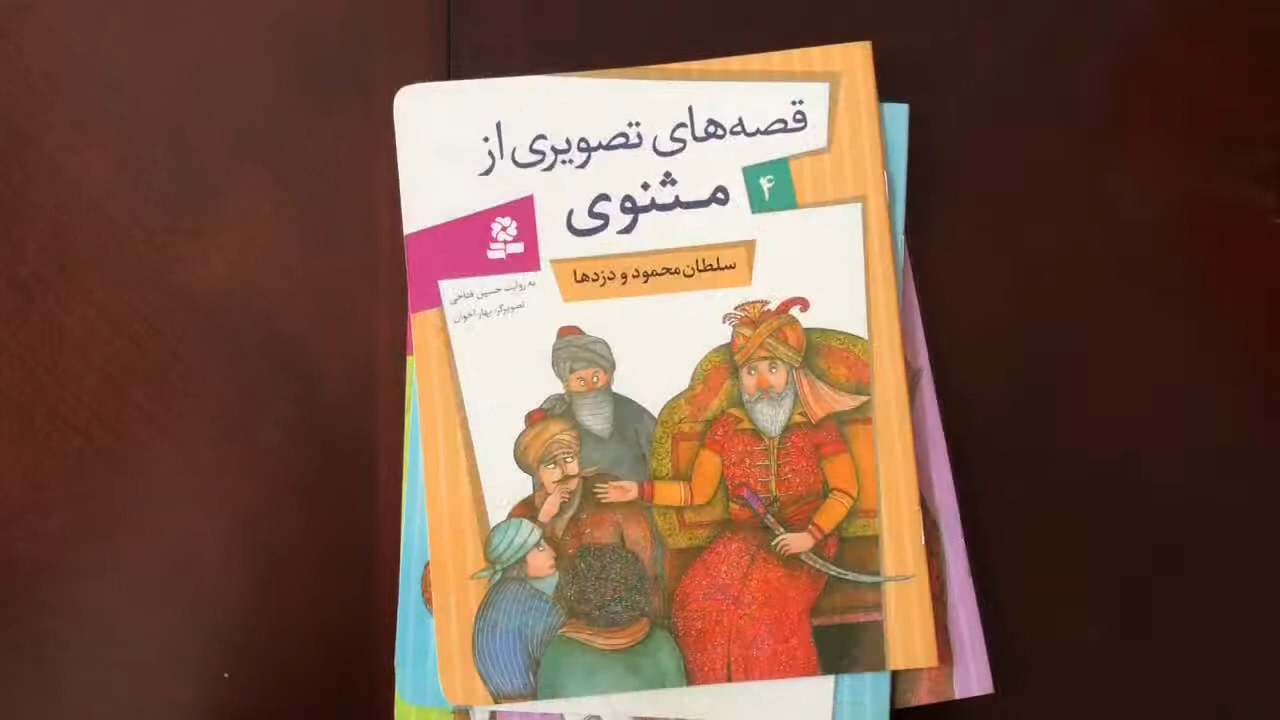 قصه‌های تصویری از
مثنوی
۴
سلطان محمود و دزدها
به روایت حسین فتاحی
تصویرگر: بهار اخوان